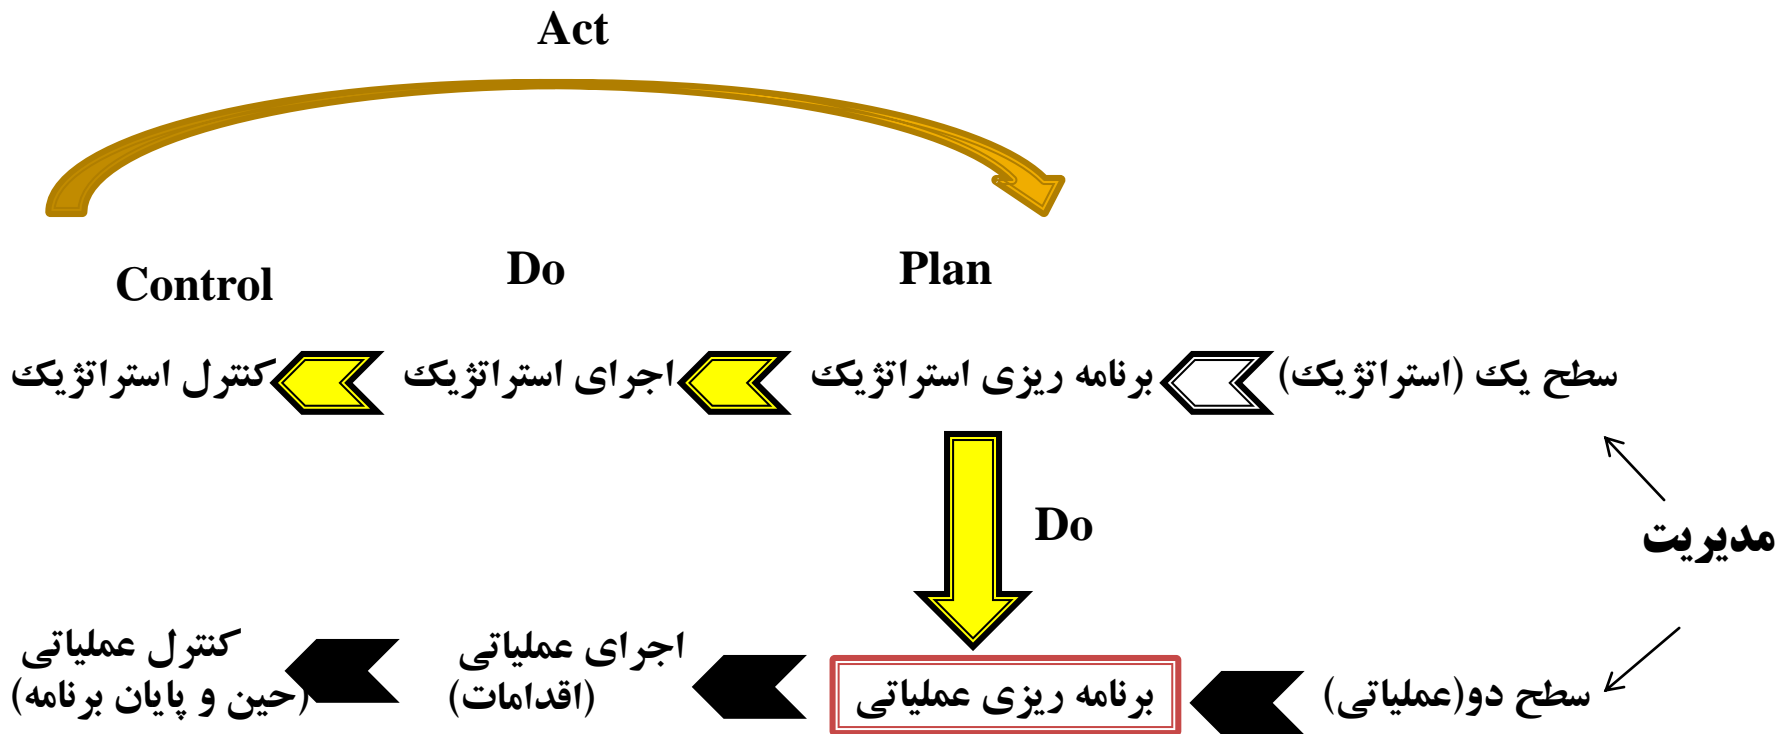 Act
Plan
Do
Control
سطح یک (استراتژیک)
برنامه ریزی استراتژیک
اجرای استراتژیک
کنترل استراتژیک
Do
مدیریت
سطح دو(عملیاتی)
برنامه ریزی عملیاتی
اجرای عملیاتی
(اقدامات)
کنترل عملیاتی
(حین و پایان برنامه)